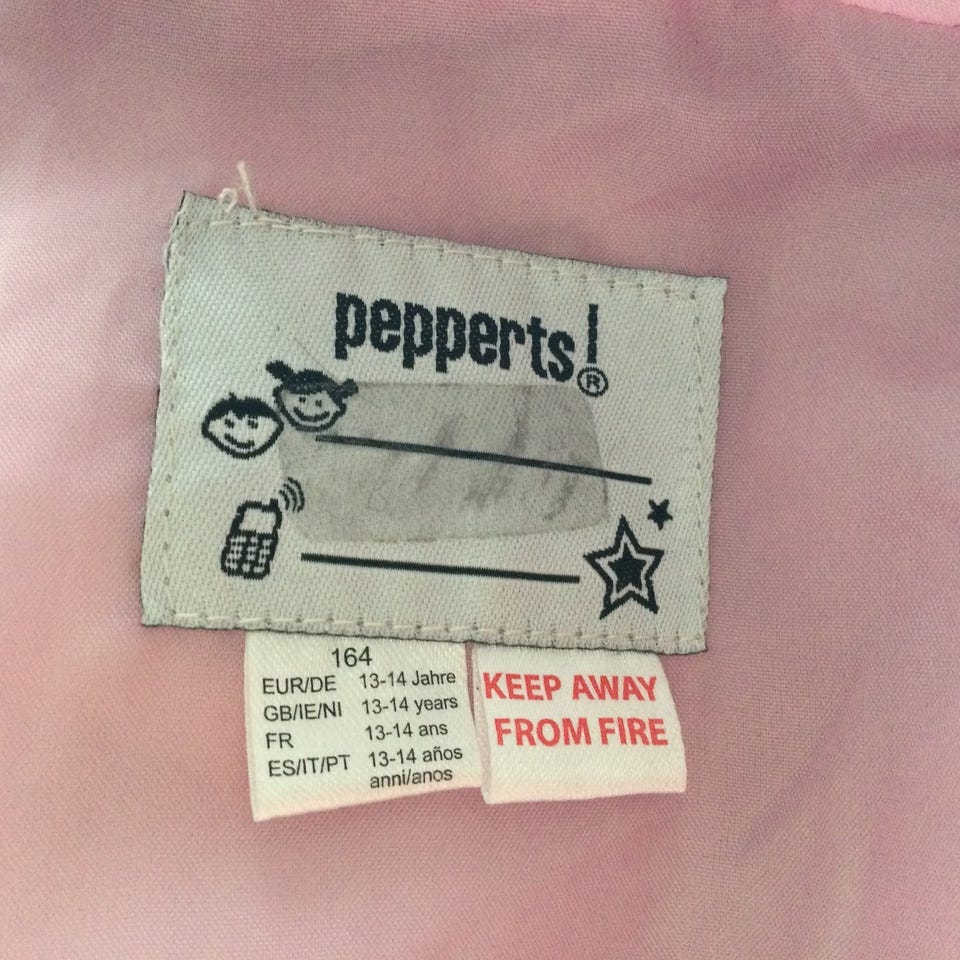 pepperts!®
164
EUR/DE 13-14 Jahre
GB/IE/NI 13-14 years
FR 13-14 ans
ES/IT/PT 13-14 años
anni/anos
KEEP AWAY
FROM FIRE